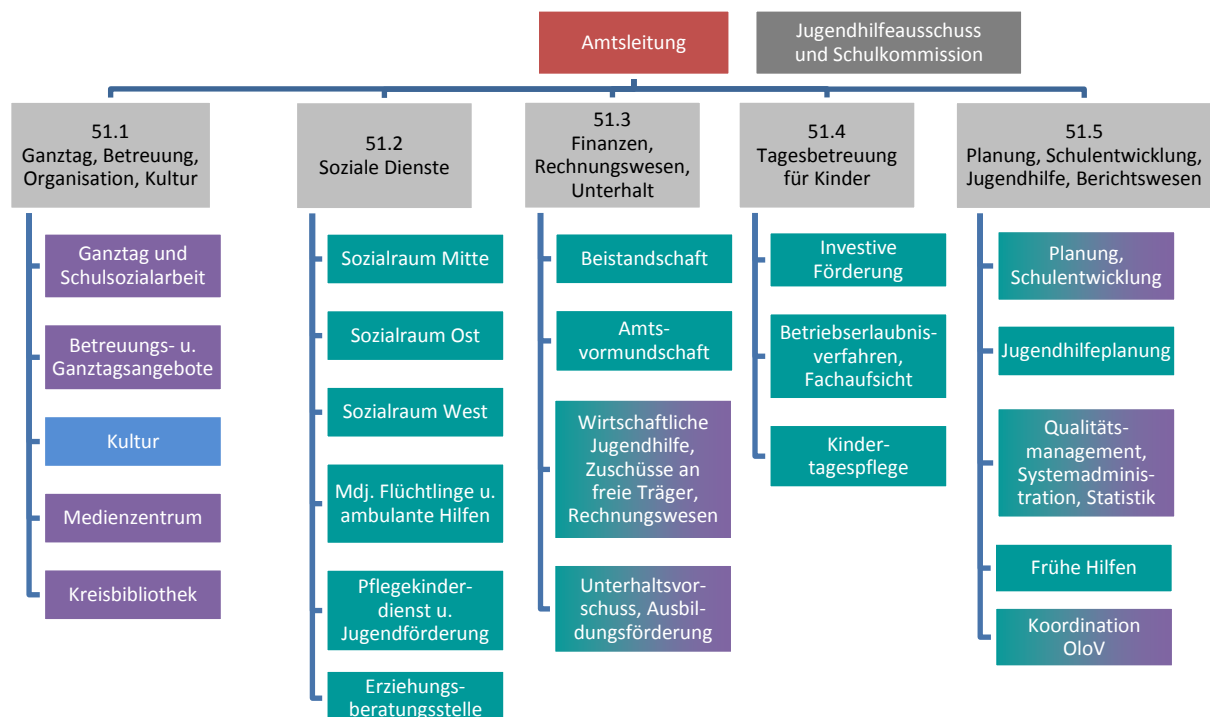 Amtsleitung
Jugendhilfeausschuss
und Schulkommission
51.1
Ganztag, Betreuung,
Organisation, Kultur
51.2
Soziale Dienste
51.3
Finanzen,
Rechnungswesen,
Unterhalt
51.4
Tagesbetreuung
für Kinder
51.5
Planung, Schulentwicklung,
Jugendhilfe, Berichtswesen
Ganztag und
Schulsozialarbeit
Betreuungs- u.
Ganztagsangebote
Kultur
Medienzentrum
Kreisbibliothek
Sozialraum Mitte
Sozialraum Ost
Sozialraum West
Mdj. Flüchtlinge u.
ambulante Hilfen
Pflegekinder-
dienst u.
Jugendförderung
Erziehungs-
beratungsstelle
Beistandschaft
Amts-
vormundschaft
Wirtschaftliche
Jugendhilfe,
Zuschüsse an
freie Träger,
Rechnungswesen
Unterhaltsvor-
schuss, Ausbil-
dungsförderung
Investive
Förderung
Betriebserlaubnis-
verfahren,
Fachaufsicht
Kinder-
tagespflege
Planung,
Schulentwicklung
Jugendhilfeplanung
Qualitäts-
management,
Systemadminis-
tration, Statistik
Frühe Hilfen
Koordination
OloV